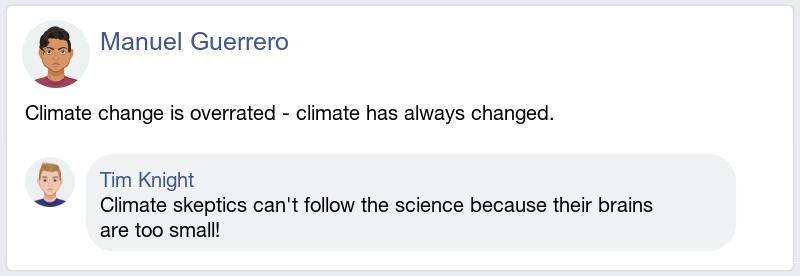 Manuel Guerrero
Climate change is overrated - climate has always changed.
Tim Knight
Climate skeptics can't follow the science because their brains
are too small!